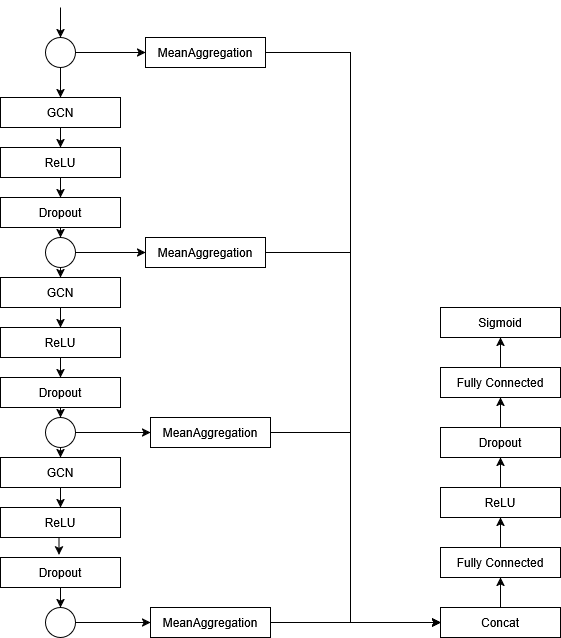 MeanAggregation
GCN
ReLU
Dropout
MeanAggregation
GCN
ReLU
Dropout
MeanAggregation
GCN
ReLU
Dropout
MeanAggregation
Sigmoid
Fully Connected
Dropout
ReLU
Fully Connected
Concat